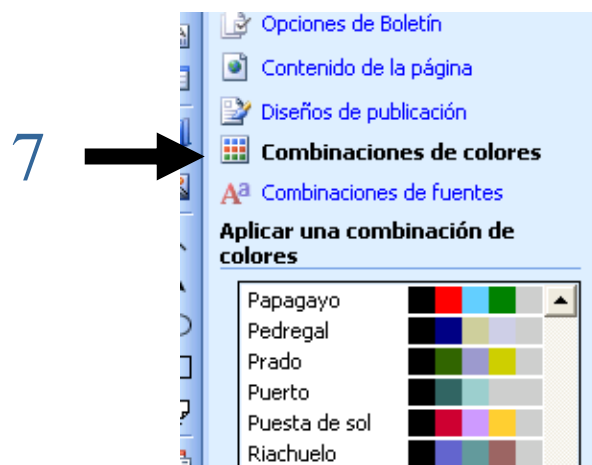 Opciones de Boletín
Contenido de la página
Diseños de publicación
7
Combinaciones de colores
Aa Combinaciones de fuentes
Aplicar una combinación de
colores
Papagayo
Pedregal
Prado
Puerto
Puesta de sol
Riachuelo